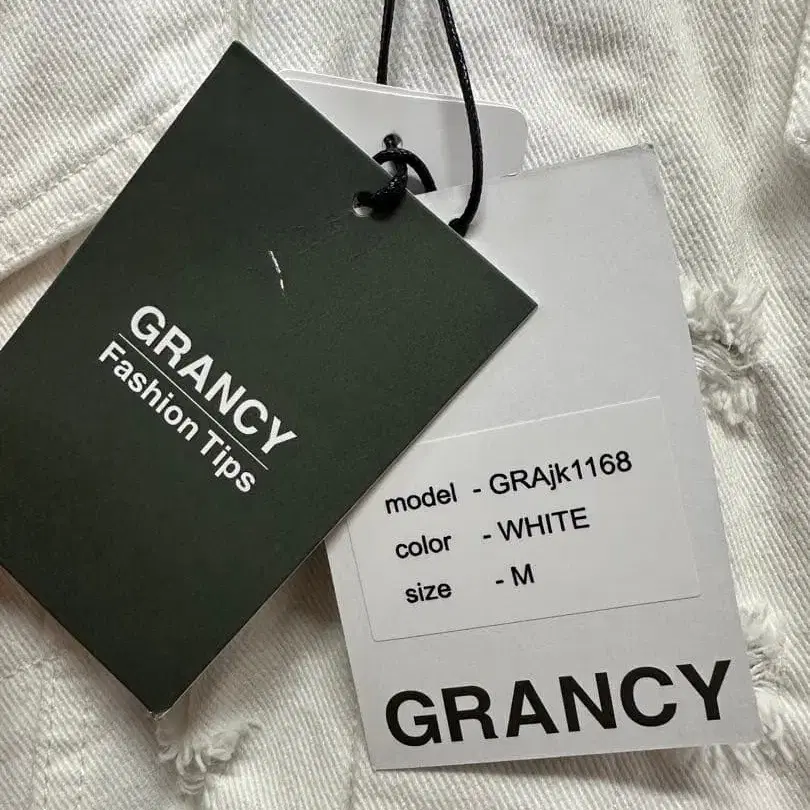 GRANCY
Fashion Tips
model - GRAjk1168
color - WHITE
size - M
GRANCY